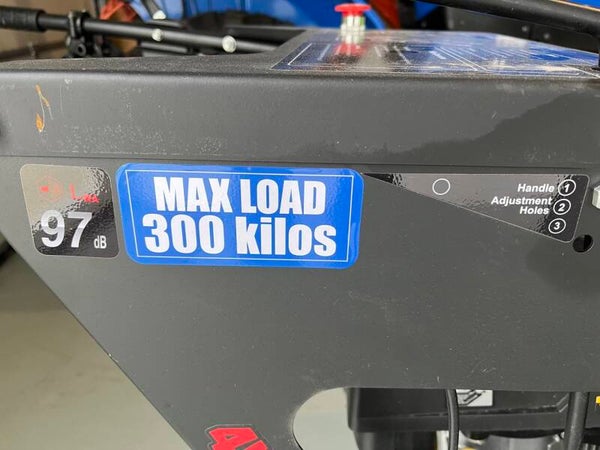 97 dB
MAX LOAD
300 kilos
Handle 1
Adjustment 2
Holes
3